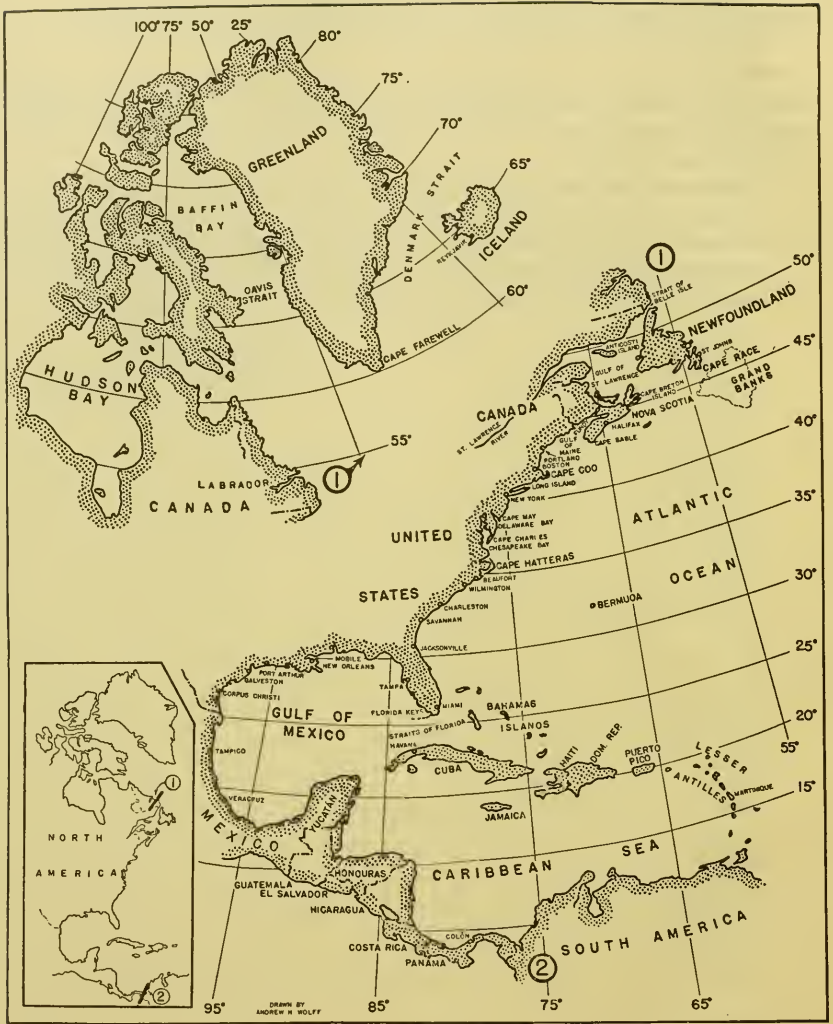 100° 75° 50° 25°
80°
75°
70°
65°
60°
55°
GREENLAND
BAFFIN
BAY
DENMARK STRAIT
REYKJAVIK
ICELAND
DAVIS
STRAIT
CAPE FAREWELL
HUDSON
BAY
LABRADOR
CANADA
1
1
50°
STRAIT OF
BELLE ISLE
NEWFOUNDLAND
ANTICOSTI
ISLAND
ST JOHNS
45°
CAPE RACE
GRAND
BANKS
GULF OF
ST LAWRENCE
CAPE BRETON
ISLAND
CANADA
NOVA SCOTIA
HALIFAX
CAPE SABLE
ST. LAWRENCE
RIVER
40°
GULF
OF
MAINE
PORTLAND
BOSTON
CAPE COD
LONG ISLAND
NEW YORK
35°
ATLANTIC
OCEAN
CAPE MAY
DELAWARE BAY
UNITED
CAPE CHARLES
CHESAPEAKE BAY
CAPE HATTERAS
BEAUFORT
WILMINGTON
30°
STATES
CHARLESTON
SAVANNAH
BERMUDA
JACKSONVILLE
25°
MOBILE
NEW ORLEANS
PORT ARTHUR
GALVESTON
CORPUS CHRISTI
TAMPA
MIAMI
FLORIDA KEYS
GULF OF
MEXICO
STRAITS OF FLORIDA
BAHAMAS
ISLANDS
20°
55°
TAMPICO
HAVANA
CUBA
HAITI
DOM. REP.
PUERTO
RICO
LESSER
ANTILLES
MARTINIQUE
15°
VERACRUZ
YUCATAN
JAMAICA
MEXICO
CARIBBEAN SEA
HONDURAS
GUATEMALA
EL SALVADOR
NICARAGUA
COSTA RICA
COLON
PANAMA
2
SOUTH AMERICA
1
NORTH
AMERICA
2
95°
DRAWN BY
ANDREW H WOLFF
85°
75°
65°